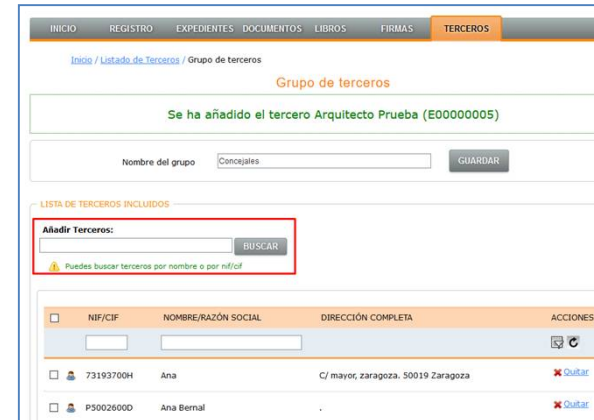 INICIO REGISTRO EXPEDIENTES DOCUMENTOS LIBROS FIRMAS TERCEROS
Inicio / Listado de Terceros / Grupo de terceros
Grupo de terceros
Se ha añadido el tercero Arquitecto Prueba (E00000005)
Nombre del grupo Concejales GUARDAR
LISTA DE TERCEROS INCLUIDOS
Añadir Terceros:
BUSCAR
Puedes buscar terceros por nombre o por nif/cif
NIF/CIF NOMBRE/RAZÓN SOCIAL DIRECCIÓN COMPLETA ACCIONES
73193700H Ana C/ mayor, zaragoza. 50019 Zaragoza Quitar
P5002600D Ana Bernal , Quitar